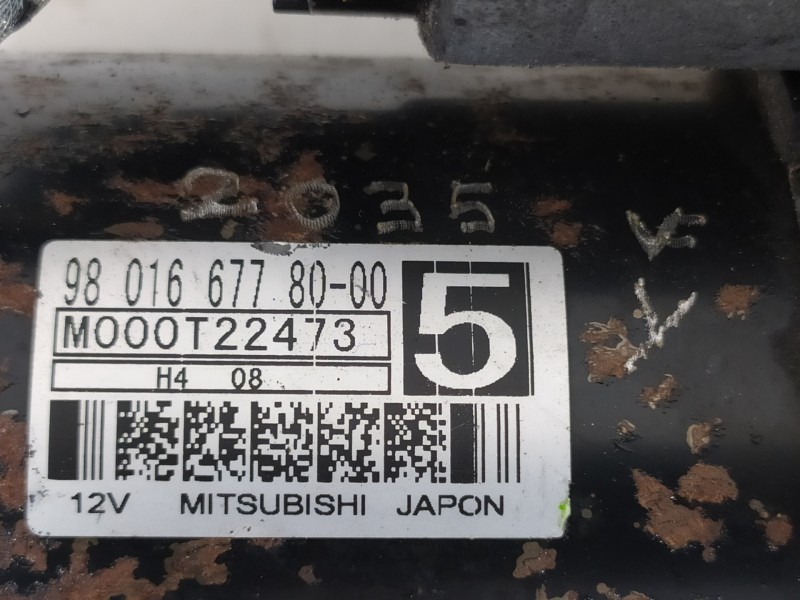 2035
98 016 677 80-00
M000T22473
5
H4 08
12V MITSUBISHI JAPON